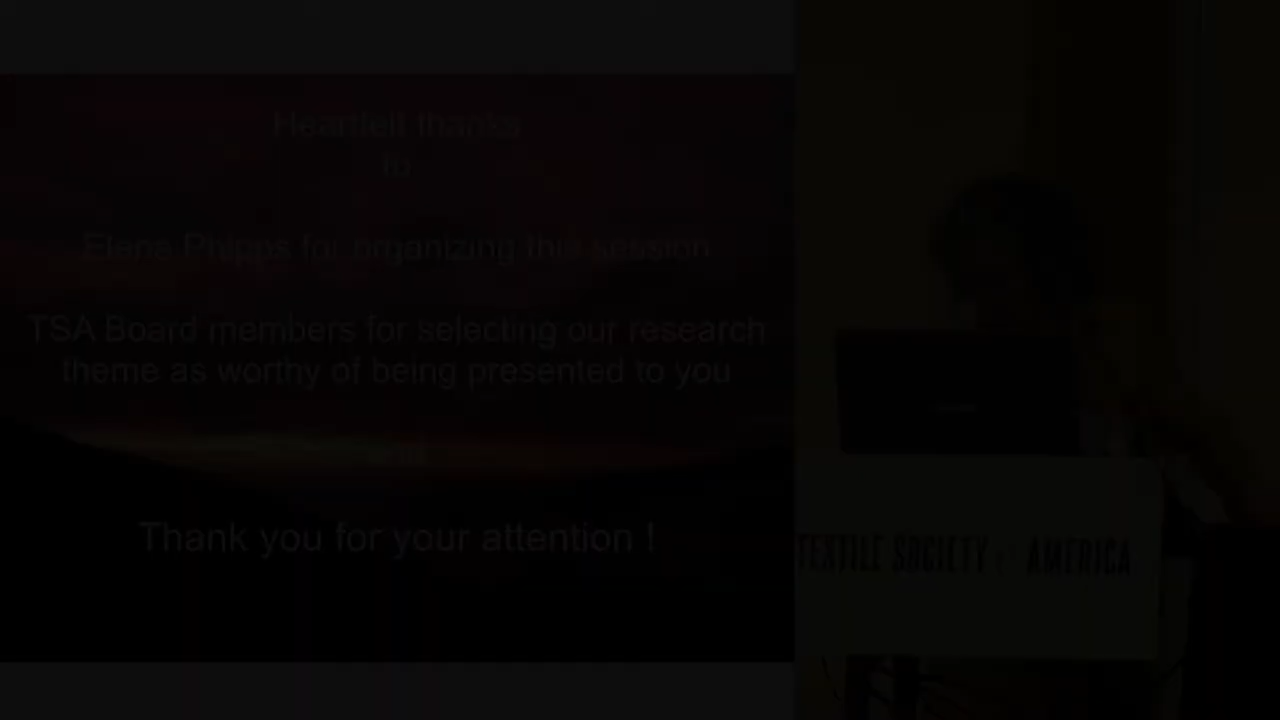 Heartfelt thanks
to
Elena Phipps for organizing this session
TSA Board members for selecting our research
theme as worthy of being presented to you
Thank you for your attention !
TEXTILE SOCIETY OF AMERICA